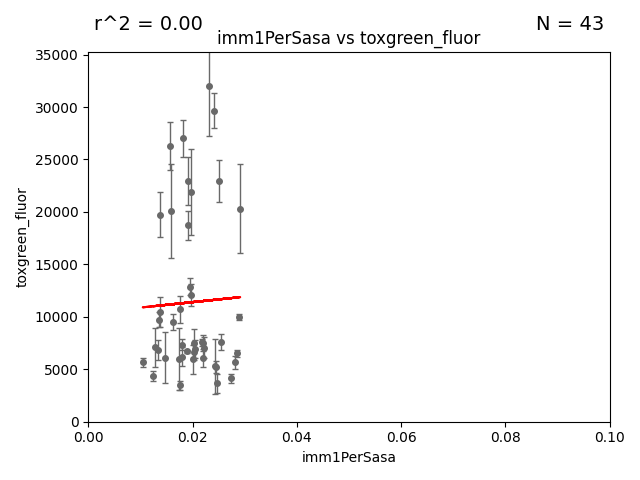 r^2 = 0.00
N = 43
imm1PerSasa vs toxgreen_fluor
35000
30000
25000
20000
15000
10000
5000
0
toxgreen_fluor
0.00
0.02
0.04
0.06
0.08
0.10
imm1PerSasa